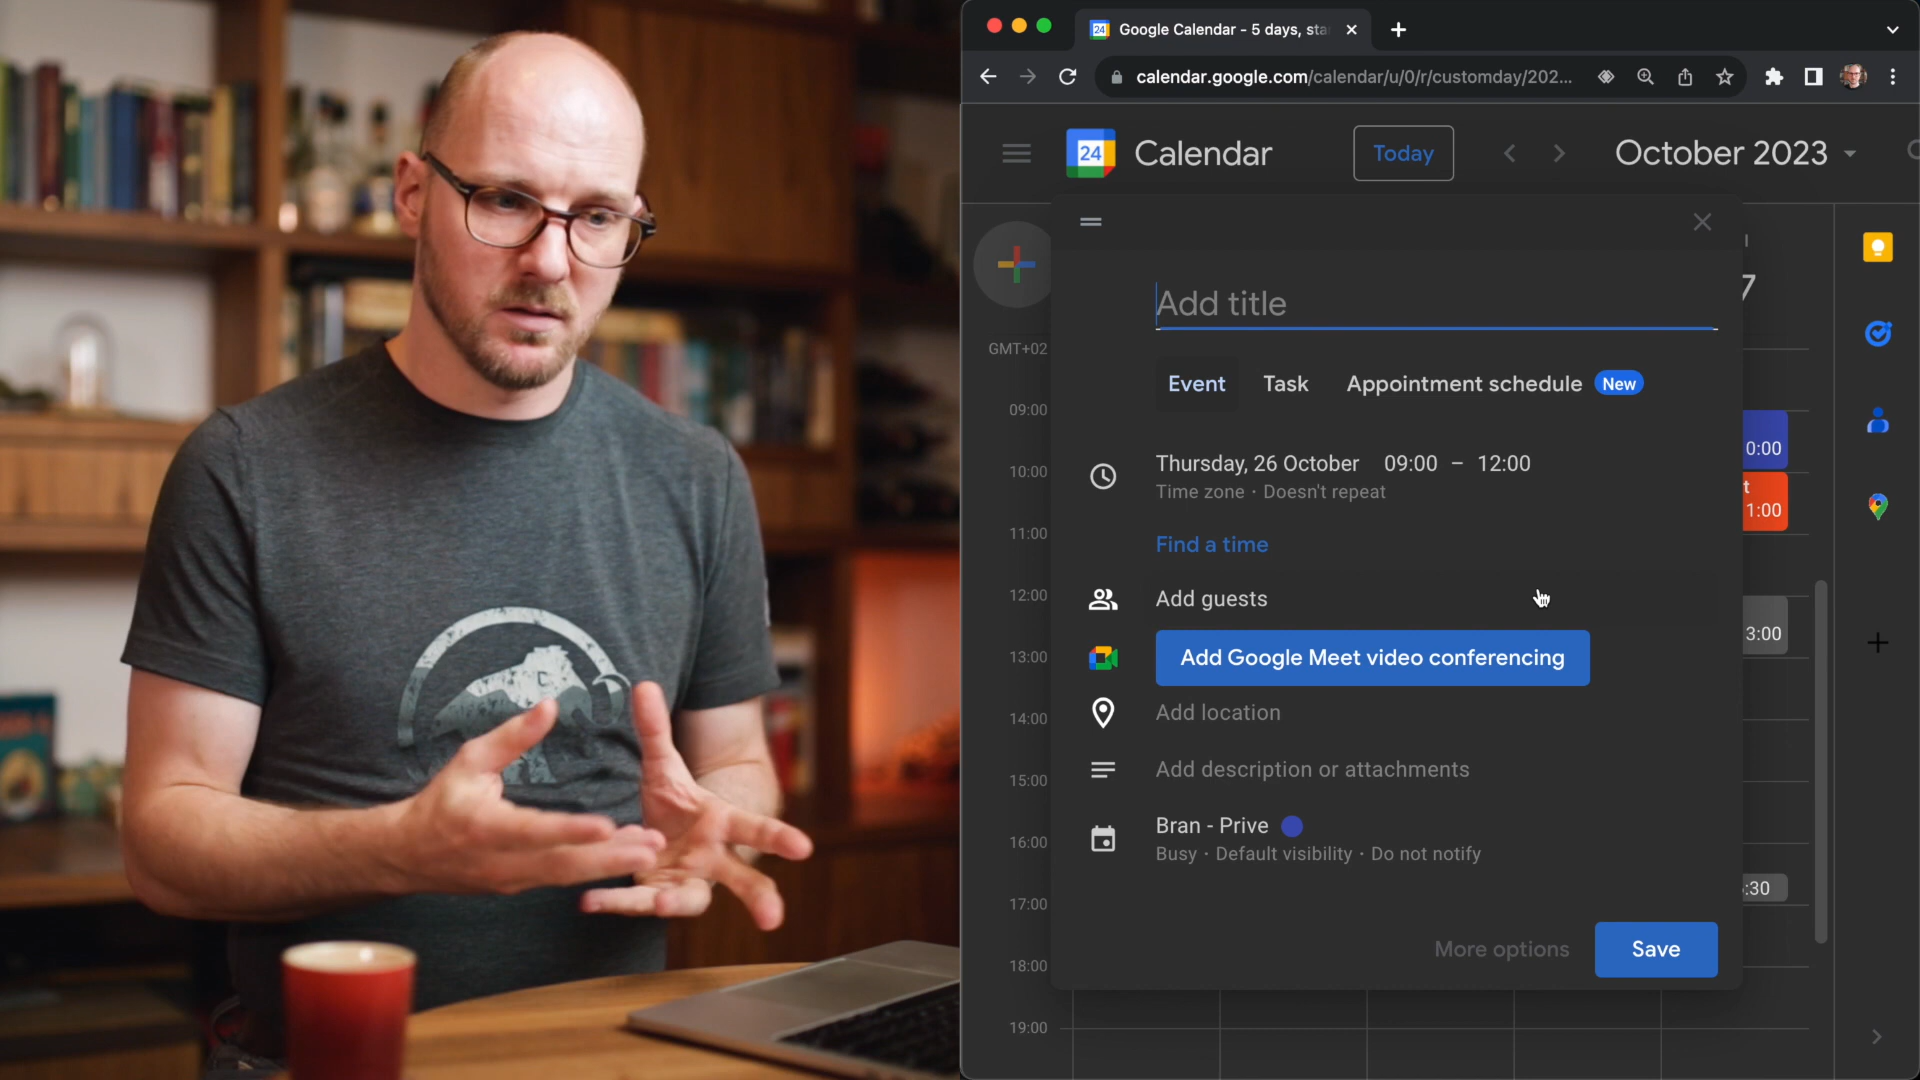 24 Google Calendar - 5 days, sta
calendar.google.com/calendar/u/0/r/customday/202...
24 Calendar
Today
October 2023
7
Add title
GMT+02
Event Task Appointment schedule New
09:00
Thursday, 26 October 09:00 – 12:00
0:00
10:00
Time zone · Doesn't repeat
t
1:00
11:00
Find a time
12:00
Add guests
3:00
13:00
Add Google Meet video conferencing
14:00
Add location
15:00
Add description or attachments
16:00
Bran - Prive
Busy · Default visibility · Do not notify
:30
17:00
More options Save
18:00
19:00